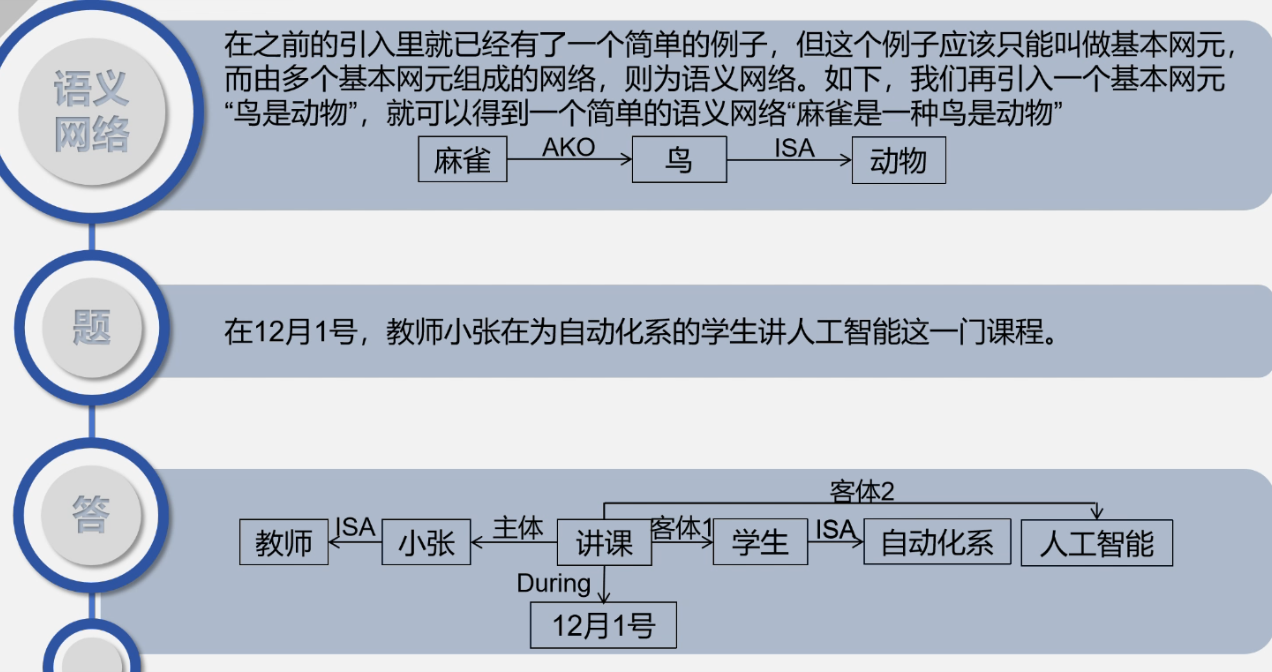 语义
网络
在之前的引入里就已经有了一个简单的例子，但这个例子应该只能叫做基本网元，
而由多个基本网元组成的网络，则为语义网络。如下，我们再引入一个基本网元
“鸟是动物”，就可以得到一个简单的语义网络“麻雀是一种鸟是动物”
麻雀 AKO 鸟 ISA 动物
题
在12月1号，教师小张在为自动化系的学生讲人工智能这一门课程。
答
客体2
教师 ISA 小张 主体 讲课 客体1 学生 ISA 自动化系 人工智能
During
12月1号